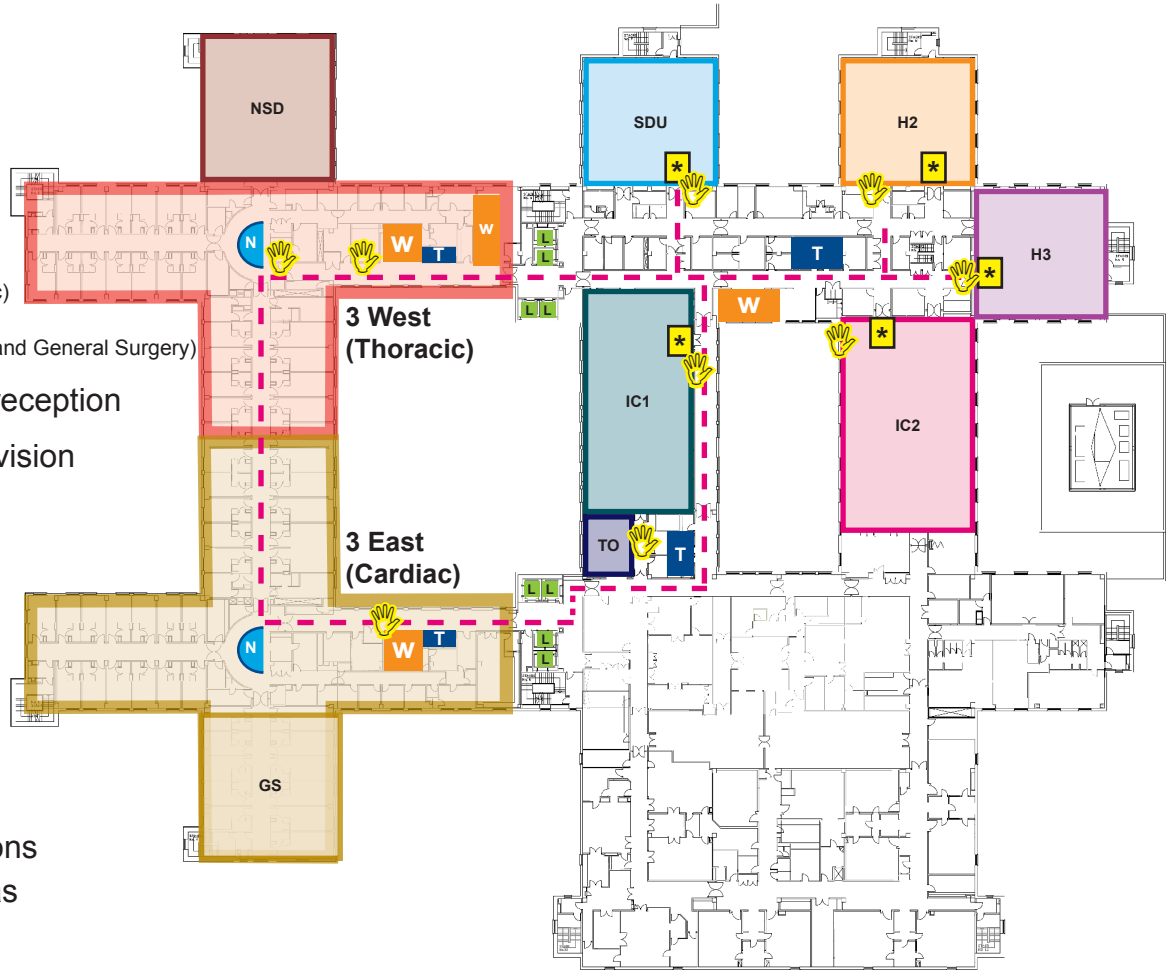 NSD
SDU
H2
*
*
W
L
N
W
T
L
T
H3
*
c)
L
L
W
3 West
(Thoracic)
*
*
and General Surgery)
reception
IC1
IC2
vision
3 East
(Cardiac)
TO
T
L
L
T
L
N
W
L
GS
ons
as